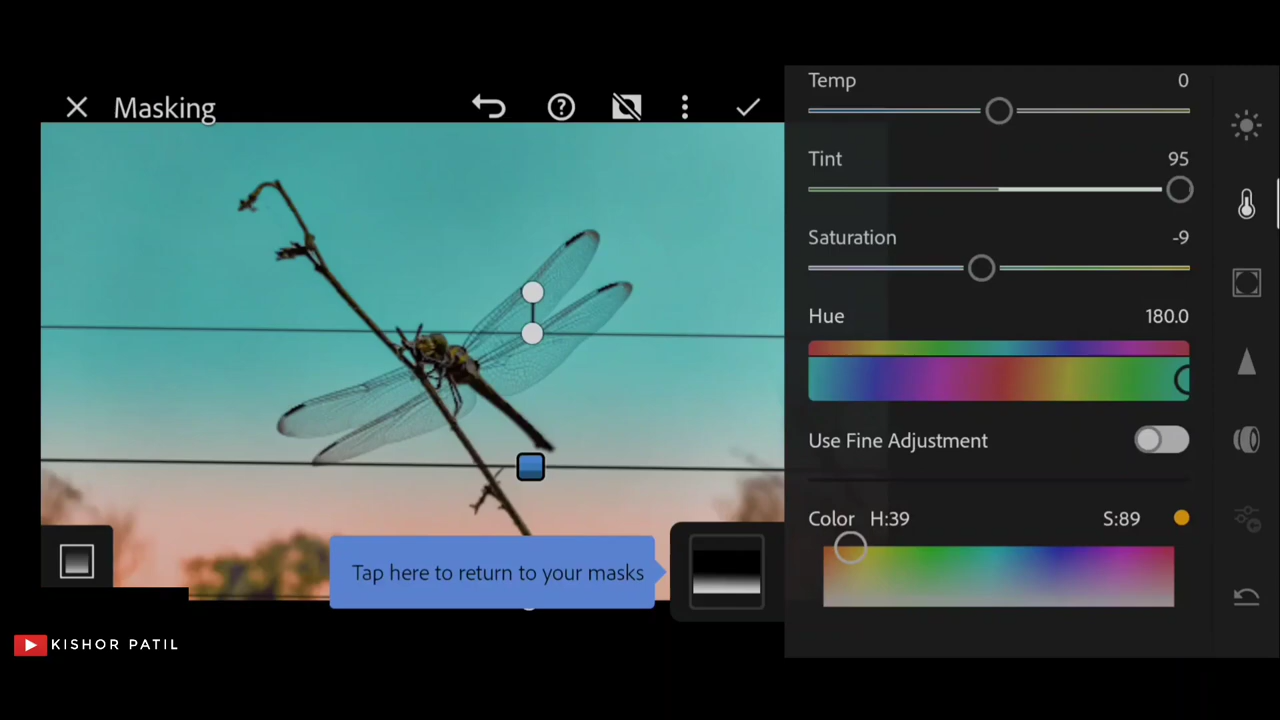 Masking
Temp 0
Tint 95
Saturation -9
Hue 180.0
Use Fine Adjustment
Color H:39 S:89
Tap here to return to your masks
KISHOR PATIL